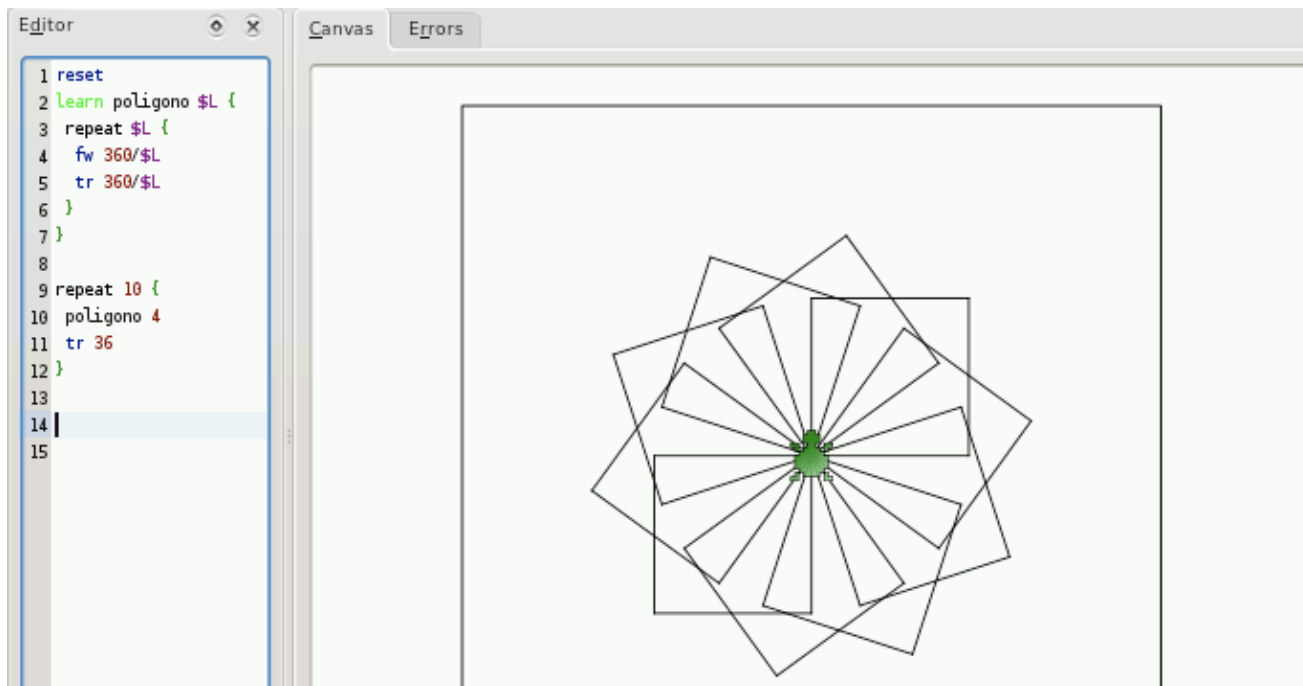 Editor
Canvas Errors
1 reset
2 learn poligono $L {
3 repeat $L {
4 fw 360/$L
5 tr 360/$L
6 }
7 }
8
9 repeat 10 {
10 poligono 4
11 tr 36
12 }
13
14
15